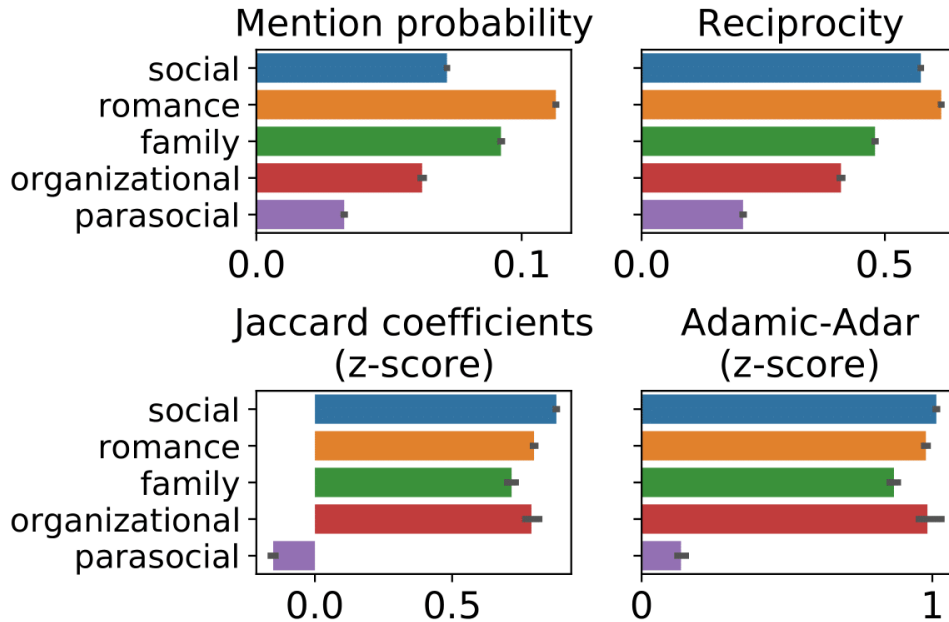 Mention probability
Reciprocity
social
romance
family
organizational
parasocial
0.0
0.1
0.0
0.5
Jaccard coefficients
(z-score)
Adamic-Adar
(z-score)
social
romance
family
organizational
parasocial
0.0
0.5
0
1